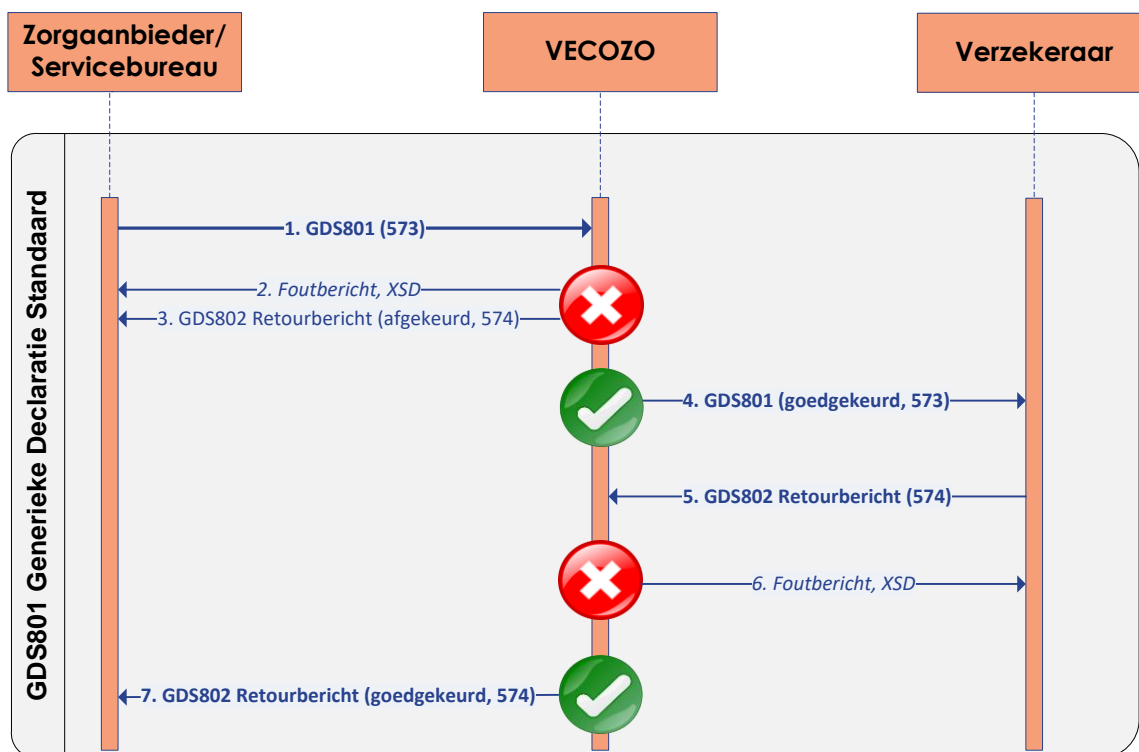 Zorgaanbieder/
Servicebureau
VECOZO
Verzekeraar
GDS801 Generieke Declaratie Standaard
1. GDS801 (573)
2. Foutbericht, XSD
3. GDS802 Retourbericht (afgekeurd, 574)
4. GDS801 (goedgekeurd, 573)
5. GDS802 Retourbericht (574)
6. Foutbericht, XSD
7. GDS802 Retourbericht (goedgekeurd, 574)